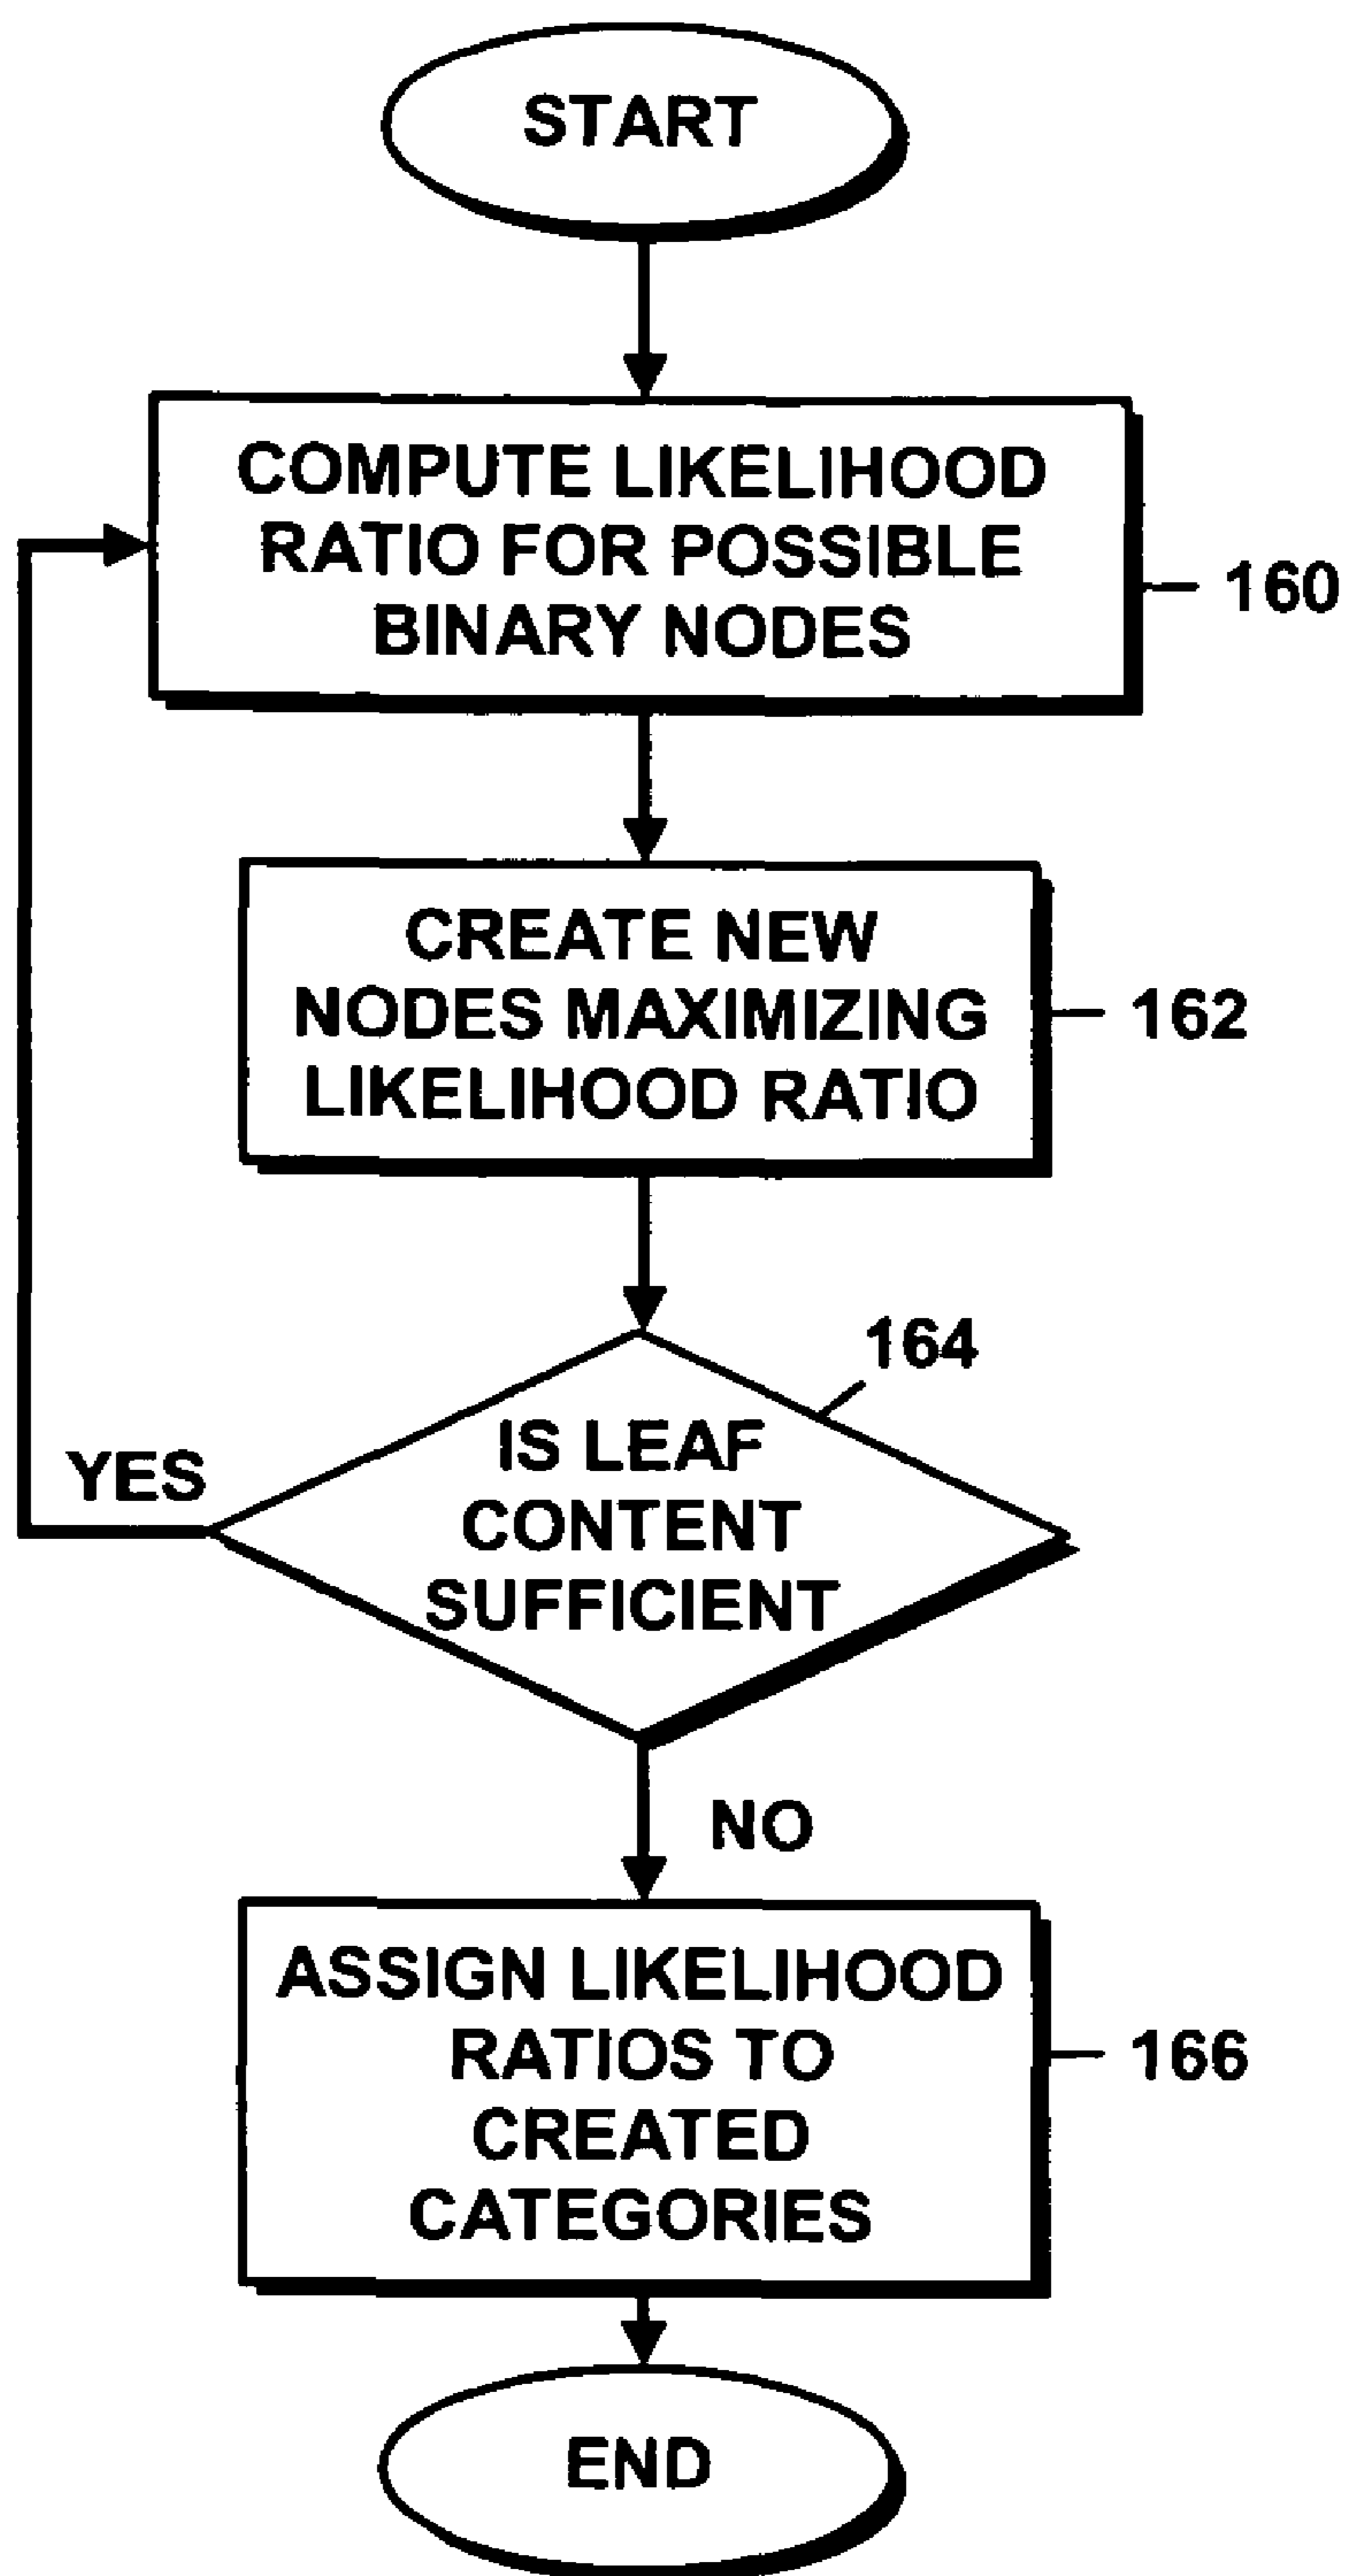 START
COMPUTE LIKELIHOOD
RATIO FOR POSSIBLE
BINARY NODES
160
CREATE NEW
NODES MAXIMIZING
LIKELIHOOD RATIO
162
164
IS LEAF
CONTENT
SUFFICIENT
YES
NO
ASSIGN LIKELIHOOD
RATIOS TO
CREATED
CATEGORIES
166
END